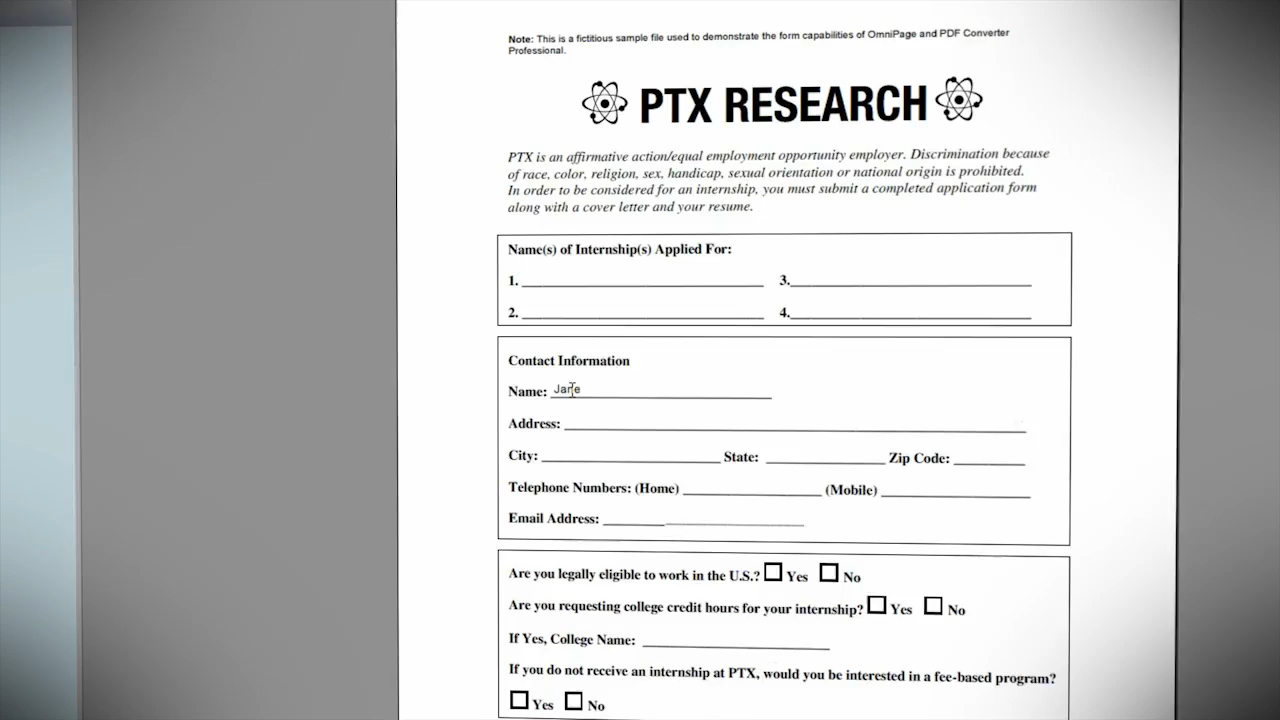 Note: This is a fictitious sample file used to demonstrate the form capabilities of OmniPage and PDF Converter
Professional.
PTX RESEARCH
PTX is an affirmative action/equal employment opportunity employer. Discrimination because
of race, color, religion, sex, handicap, sexual orientation or national origin is prohibited.
In order to be considered for an internship, you must submit a completed application form
along with a cover letter and your resume.
Name(s) of Internship(s) Applied For:
1. 3.
2. 4.
Contact Information
Name: Jane
Address:
City: State: Zip Code:
Telephone Numbers: (Home) (Mobile)
Email Address:
Are you legally eligible to work in the U.S.? Yes No
Are you requesting college credit hours for your internship? Yes No
If Yes, College Name:
If you do not receive an internship at PTX, would you be interested in a fee-based program?
Yes No